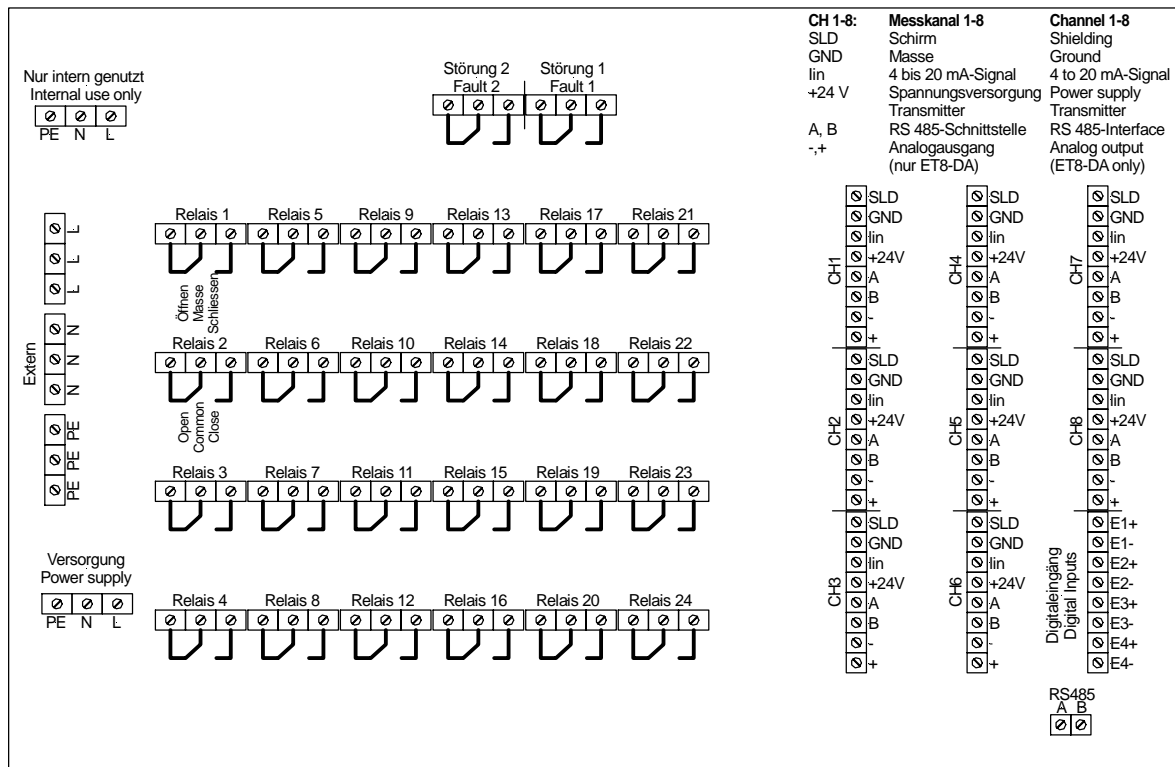 CH 1-8: Messkanal 1-8 Channel 1-8
SLD Schirm Shielding
GND Masse Ground
Iin 4 bis 20 mA-Signal 4 to 20 mA-Signal
+24 V Spannungsversorgung Power supply
Transmitter Transmitter
A, B RS 485-Schnittstelle RS 485-Interface
-,+ Analogausgang Analog output
(nur ET8-DA) (ET8-DA only)
Nur intern genutzt
Internal use only
PE N L
Störung 2 Störung 1
Fault 2 Fault 1
Relais 1 Relais 5 Relais 9 Relais 13 Relais 17 Relais 21
Öffnen
Masse
Schliessen
Relais 2 Relais 6 Relais 10 Relais 14 Relais 18 Relais 22
Open
Common
Close
Relais 3 Relais 7 Relais 11 Relais 15 Relais 19 Relais 23
Relais 4 Relais 8 Relais 12 Relais 16 Relais 20 Relais 24
Extern
L
L
L
N
N
N
PE
PE
PE
Versorgung
Power supply
PE N L
CH1
SLD
GND
Iin
+24V
A
B
-
+
CH2
SLD
GND
Iin
+24V
A
B
-
+
CH3
SLD
GND
Iin
+24V
A
B
-
+
CH4
SLD
GND
Iin
+24V
A
B
-
+
CH5
SLD
GND
Iin
+24V
A
B
-
+
CH6
SLD
GND
Iin
+24V
A
B
-
+
CH7
SLD
GND
Iin
+24V
A
B
-
+
CH8
SLD
GND
Iin
+24V
A
B
-
+
Digitaleingäng
Digital Inputs
E1+
E1-
E2+
E2-
E3+
E3-
E4+
E4-
RS485
A B